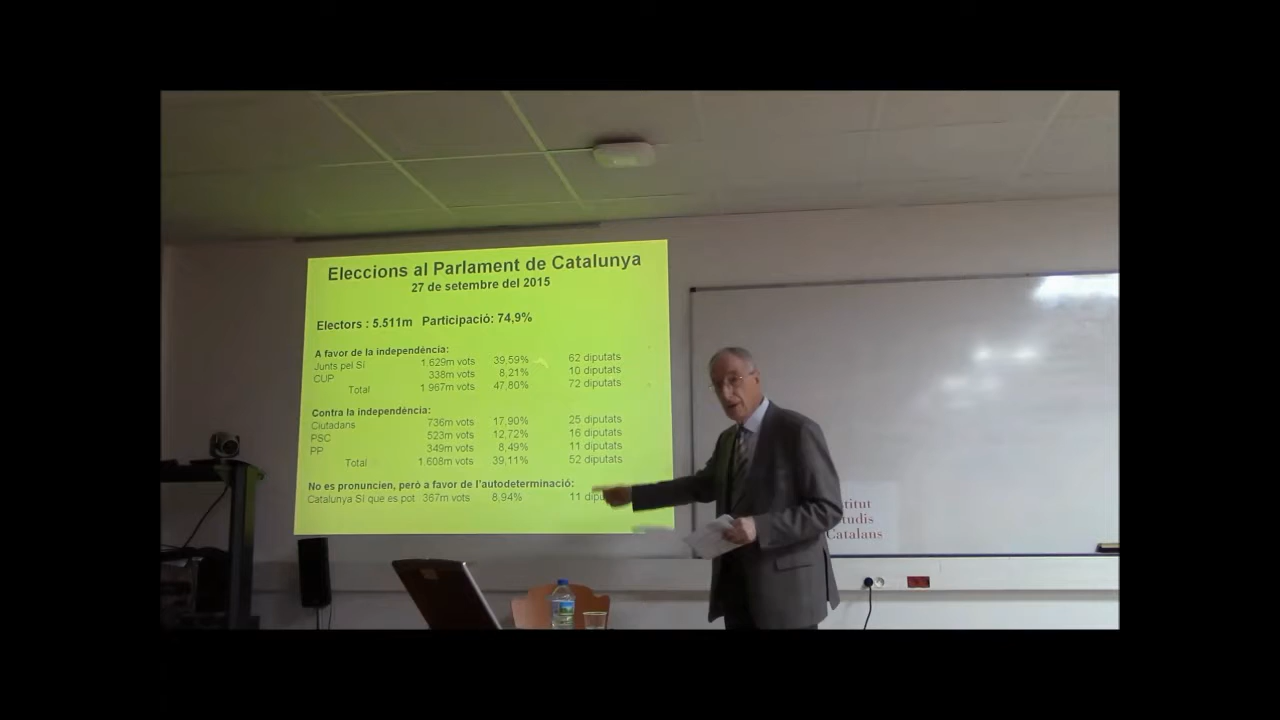 Eleccions al Parlament de Catalunya
27 de setembre del 2015
Electors : 5.511m Participació: 74,9%
A favor de la independència:
Junts pel Sí 1.629m vots 39,59% 62 diputats
CUP 338m vots 8,21% 10 diputats
Total 1.967m vots 47,80% 72 diputats
Contra la independència:
Ciutadans 736m vots 17,90% 25 diputats
PSC 523m vots 12,72% 16 diputats
PP 349m vots 8,49% 11 diputats
Total 1.608m vots 39,11% 52 diputats
No es pronuncien, però a favor de l'autodeterminació:
Catalunya Sí que es pot 367m vots 8,94% 11 dipu
stitut
tudis
Catalans